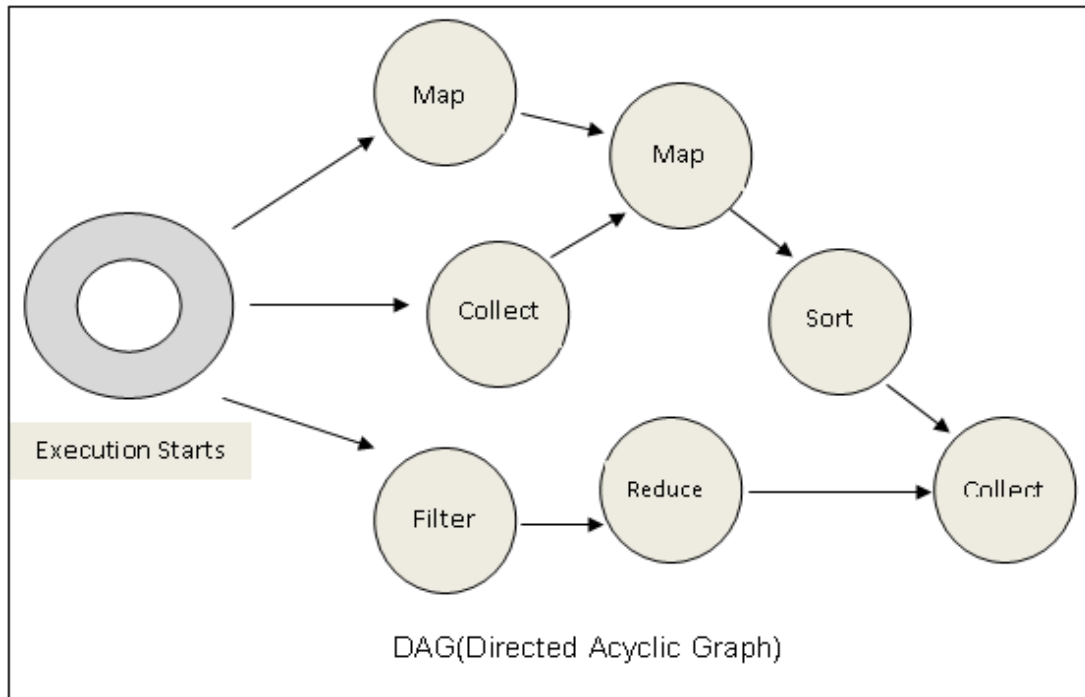 Map
Map
Collect
Sort
Execution Starts
Filter
Reduce
Collect
DAG(Directed Acyclic Graph)